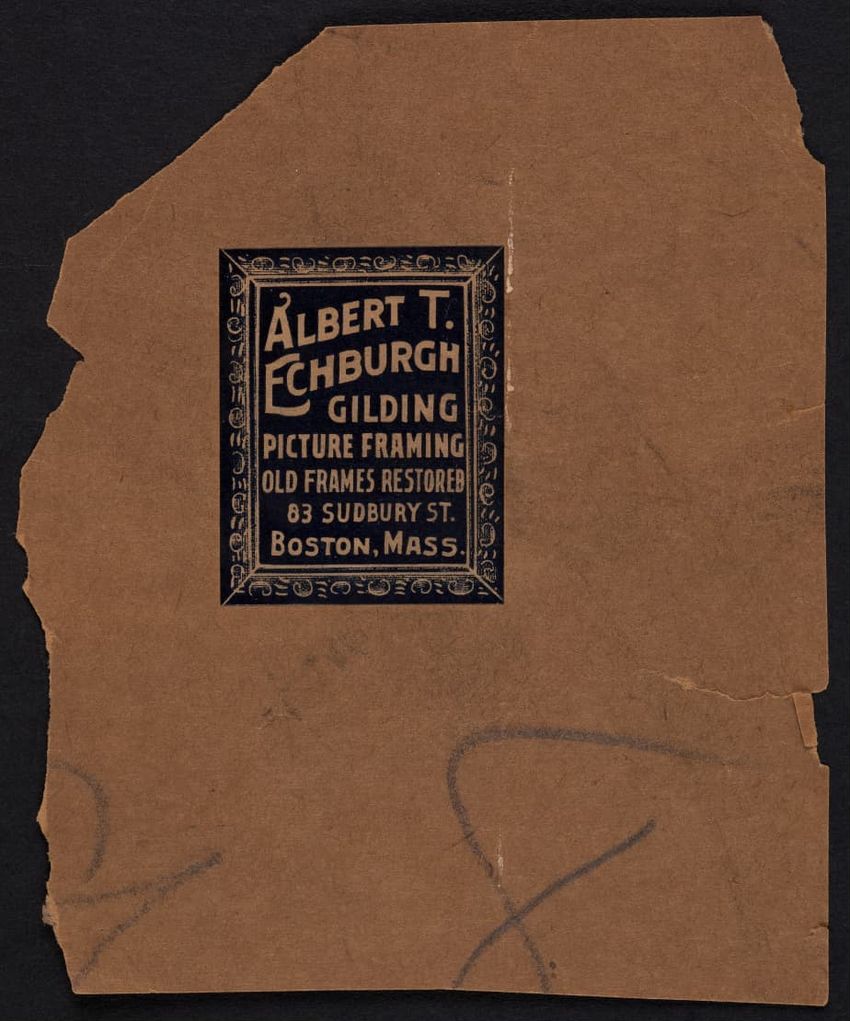 ALBERT T.
ECHBURGH
GILDING
PICTURE FRAMING
OLD FRAMES RESTORED
83 SUDBURY ST.
BOSTON, MASS.